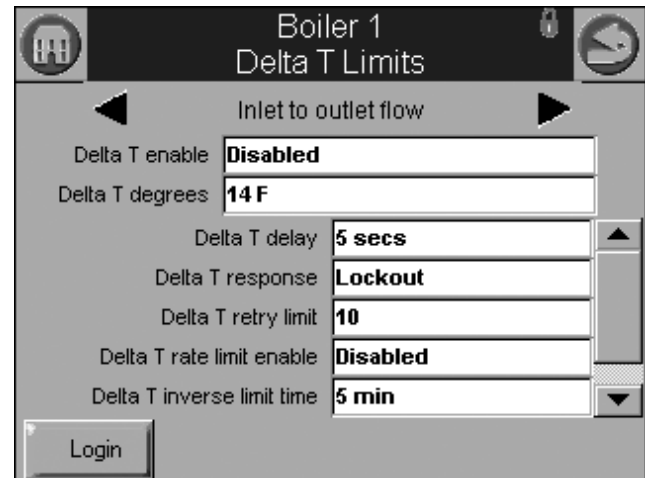 Boiler 1
Delta T Limits
Inlet to outlet flow
Delta T enable Disabled
Delta T degrees 14 F
Delta T delay 5 secs
Delta T response Lockout
Delta T retry limit 10
Delta T rate limit enable Disabled
Delta T inverse limit time 5 min
Login